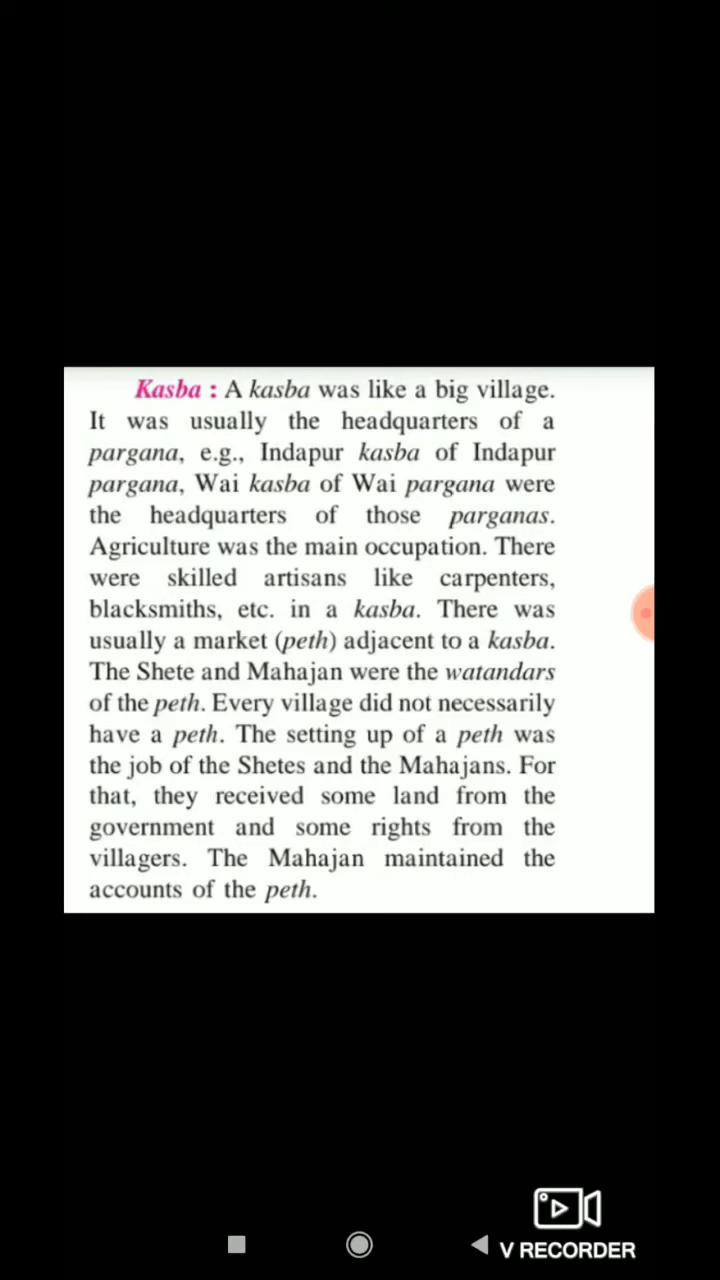 Kasba : A kasba was like a big village.
It was usually the headquarters of a
pargana, e.g., Indapur kasba of Indapur
pargana, Wai kasba of Wai pargana were
the headquarters of those parganas.
Agriculture was the main occupation. There
were skilled artisans like carpenters,
blacksmiths, etc. in a kasba. There was
usually a market (peth) adjacent to a kasba.
The Shete and Mahajan were the watandars
of the peth. Every village did not necessarily
have a peth. The setting up of a peth was
the job of the Shetes and the Mahajans. For
that, they received some land from the
government and some rights from the
villagers. The Mahajan maintained the
accounts of the peth.
V RECORDER